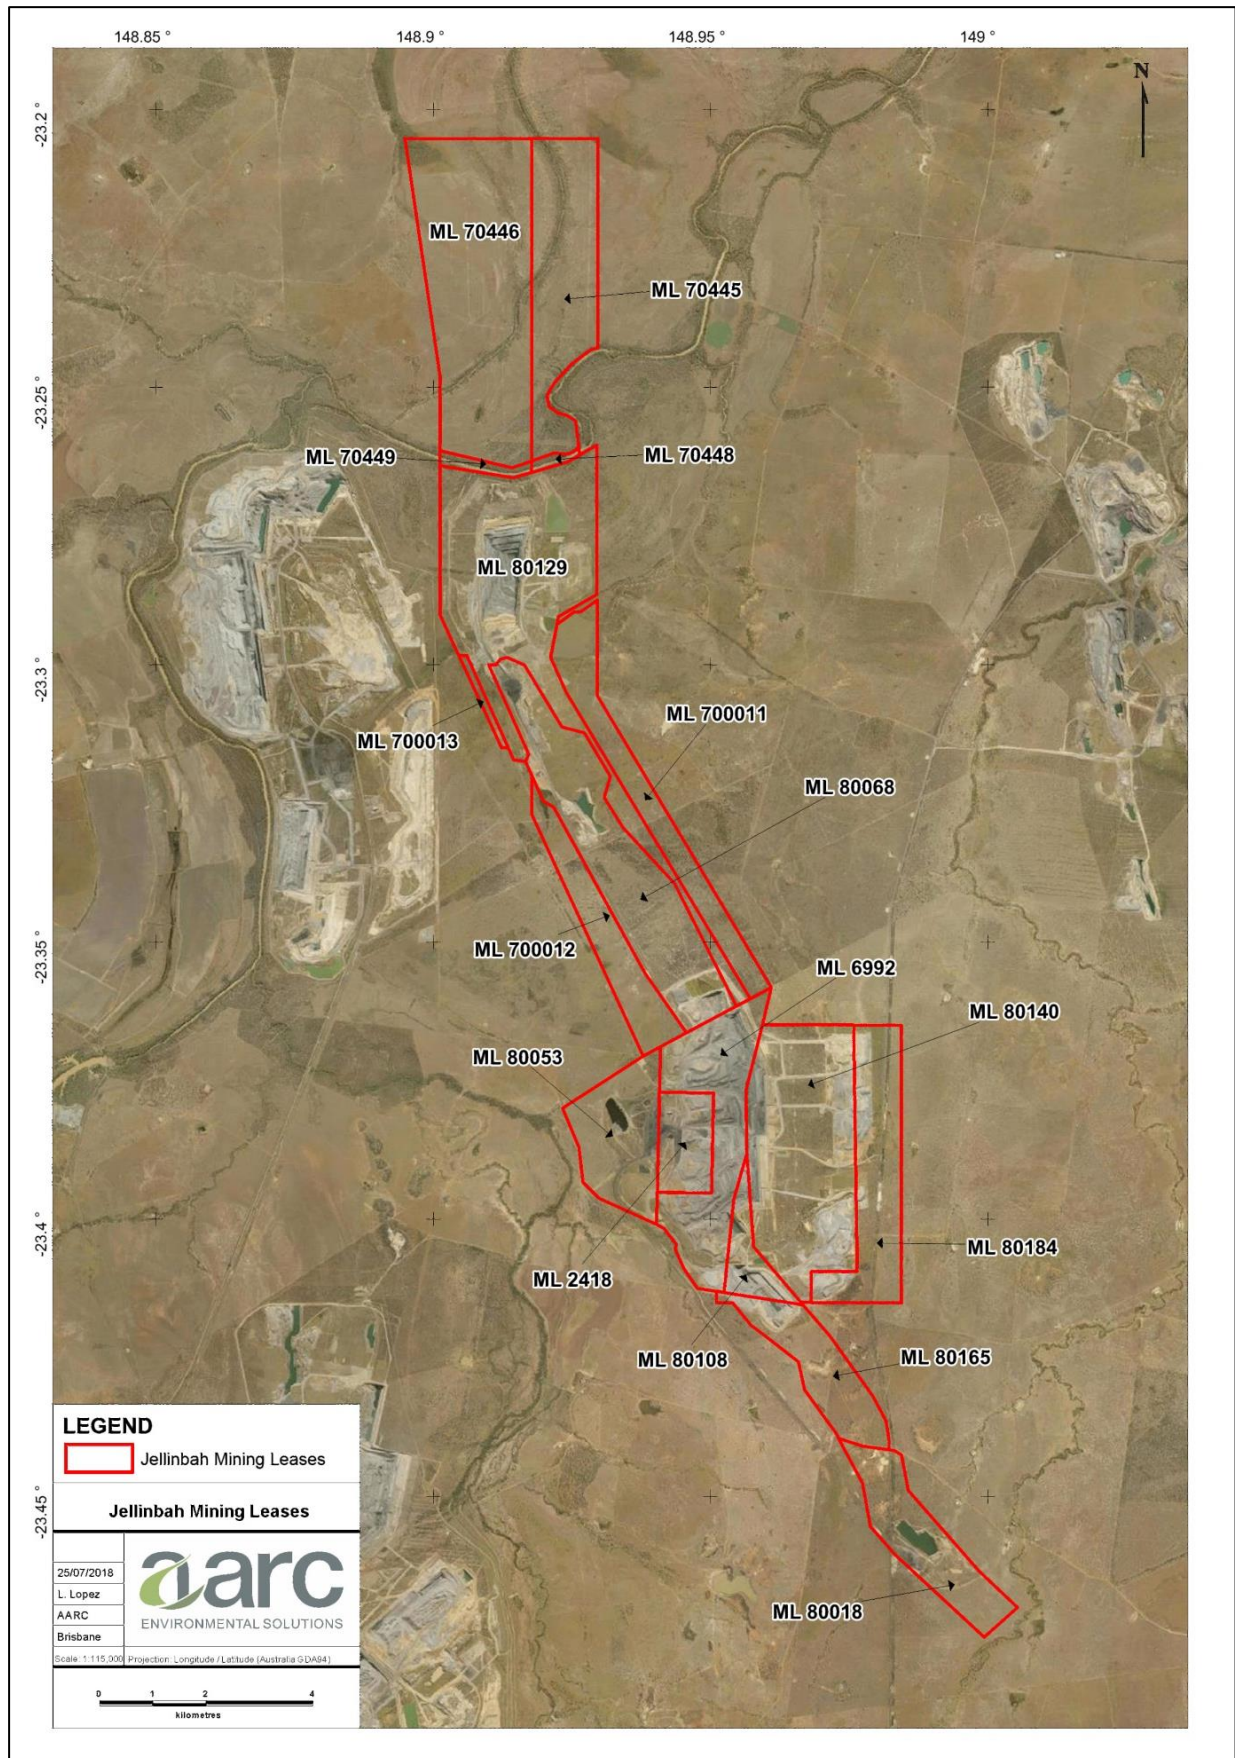 148.85 °
148.9 °
148.95 °
149 °
N
-23.2 °
ML 70446
ML 70445
-23.25 °
ML 70449
ML 70448
ML 80129
-23.3 °
ML 700013
ML 700011
ML 80068
ML 700012
-23.35 °
ML 6992
ML 80140
ML 80053
-23.4 °
ML 80184
ML 2418
ML 80108
ML 80165
-23.45 °
ML 80018
LEGEND
Jellinbah Mining Leases
Jellinbah Mining Leases
25/07/2018
L. Lopez
AARC
Brisbane
aarc
ENVIRONMENTAL SOLUTIONS
Scale: 1:115,000
Projection: Longitude / Latitude (Australia GDA94)
0 1 2 4
kilometres